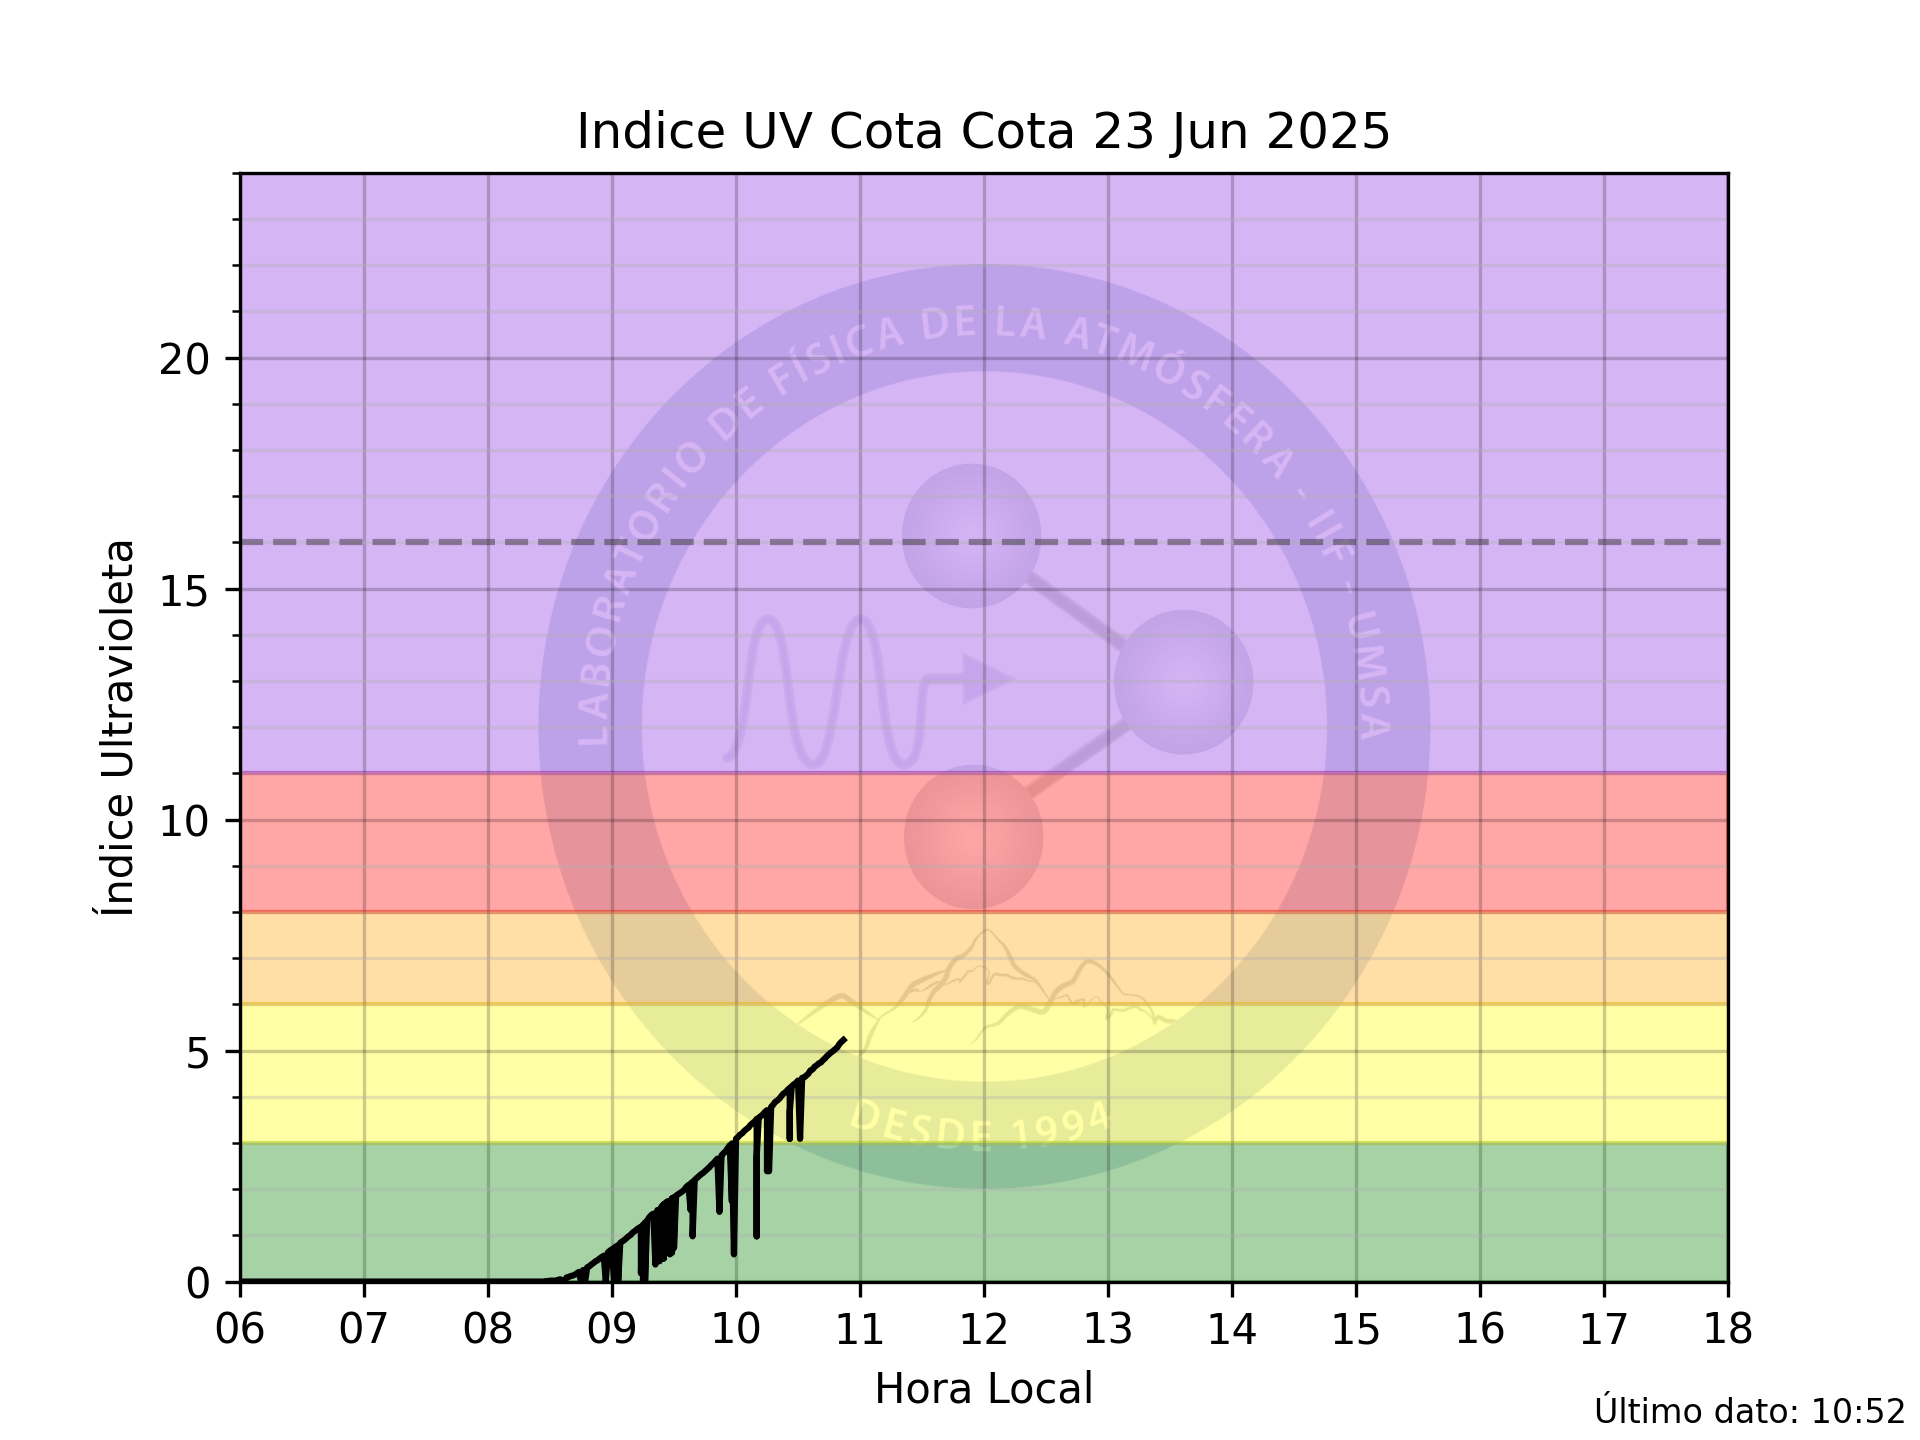 Indice UV Cota Cota 23 Jun 2025
Índice Ultravioleta
20
15
10
5
0
LABORATORIO DE FÍSICA DE LA ATMÓSFERA - IIF - UMSA
DESDE 1994
06 07 08 09 10 11 12 13 14 15 16 17 18
Hora Local
Último dato: 10:52